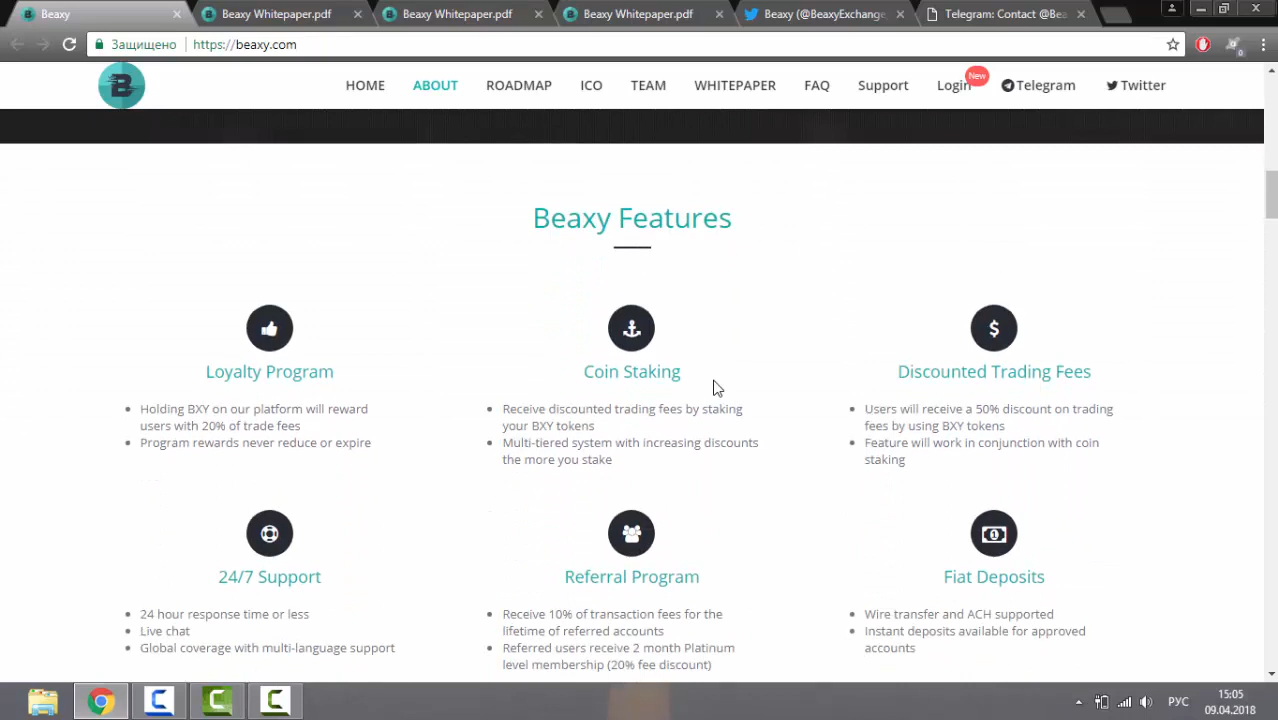 Beaxy
Beaxy Whitepaper.pdf
Beaxy Whitepaper.pdf
Beaxy Whitepaper.pdf
Beaxy (@BeaxyExchange
Telegram: Contact @Bea
Защищено
https://beaxy.com
B
HOME
ABOUT
ROADMAP
ICO
TEAM
WHITEPAPER
FAQ
Support
Login
New
Telegram
Twitter
Beaxy Features
Loyalty Program
Holding BXY on our platform will reward
users with 20% of trade fees
Program rewards never reduce or expire
Coin Staking
Receive discounted trading fees by staking
your BXY tokens
Multi-tiered system with increasing discounts
the more you stake
Discounted Trading Fees
Users will receive a 50% discount on trading
fees by using BXY tokens
Feature will work in conjunction with coin
staking
24/7 Support
24 hour response time or less
Live chat
Global coverage with multi-language support
Referral Program
Receive 10% of transaction fees for the
lifetime of referred accounts
Referred users receive 2 month Platinum
level membership (20% fee discount)
Fiat Deposits
Wire transfer and ACH supported
Instant deposits available for approved
accounts
РУС
15:05
09.04.2018